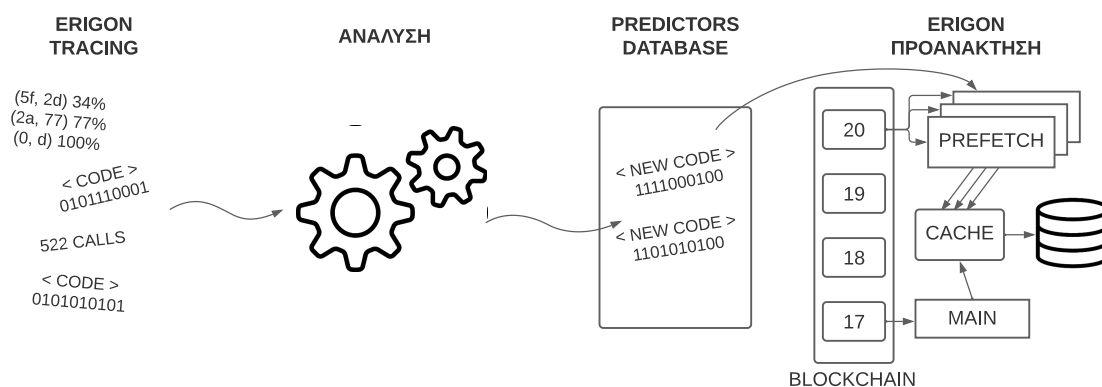 ERIGON
TRACING
(5f, 2d) 34%
(2a, 77) 77%
(0, d) 100%
< CODE >
0101110001
522 CALLS
< CODE >
0101010101
ΑΝΑΛΥΣΗ
PREDICTORS
DATABASE
< NEW CODE >
1111000100
< NEW CODE >
1101010100
ERIGON
ΠΡΟΑΝΑΚΤΗΣΗ
20
19
18
17
BLOCKCHAIN
PREFETCH
CACHE
MAIN